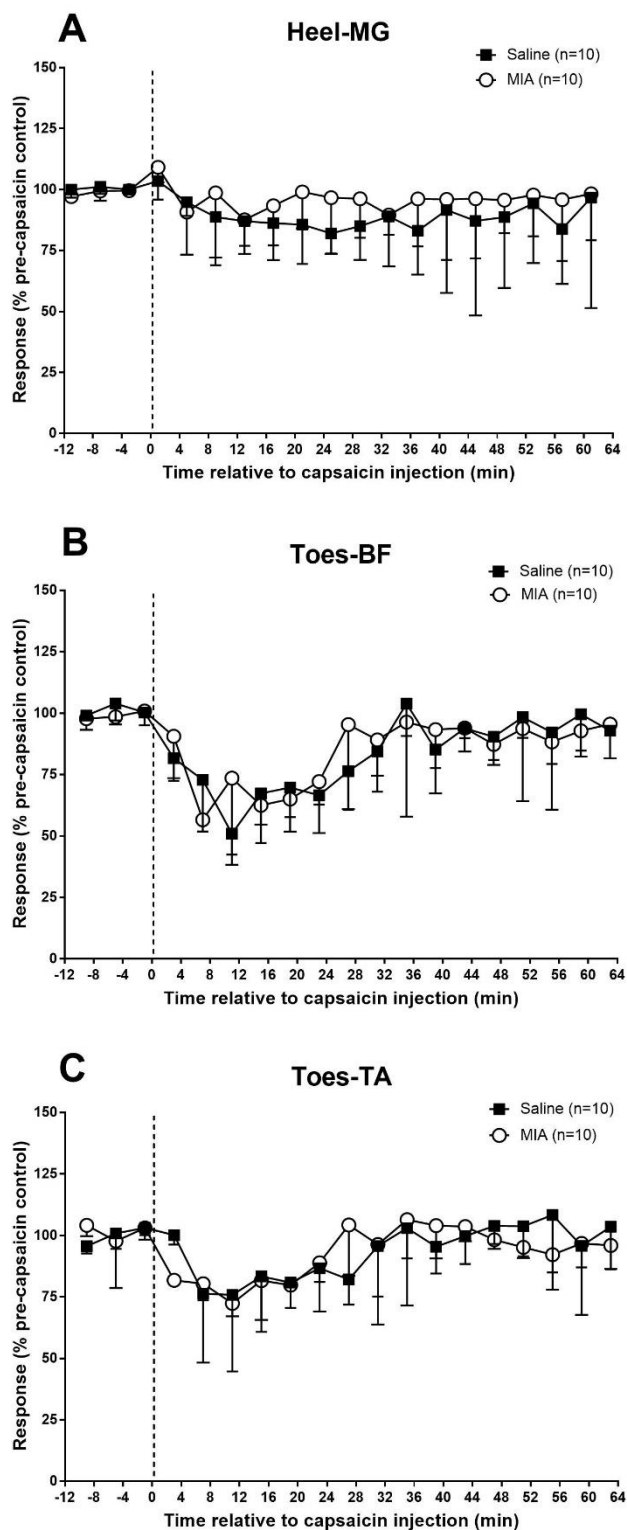 A
Heel-MG
Saline (n=10)
MIA (n=10)
Response (% pre-capsaicin control)
150
125
100
75
50
25
0
-12 -8 -4 0 4 8 12 16 20 24 28 32 36 40 44 48 52 56 60 64
Time relative to capsaicin injection (min)
B
Toes-BF
Saline (n=10)
MIA (n=10)
Response (% pre-capsaicin control)
150
125
100
75
50
25
0
-12 -8 -4 0 4 8 12 16 20 24 28 32 36 40 44 48 52 56 60 64
Time relative to capsaicin injection (min)
C
Toes-TA
Saline (n=10)
MIA (n=10)
Response (% pre-capsaicin control)
150
125
100
75
50
25
0
-12 -8 -4 0 4 8 12 16 20 24 28 32 36 40 44 48 52 56 60 64
Time relative to capsaicin injection (min)